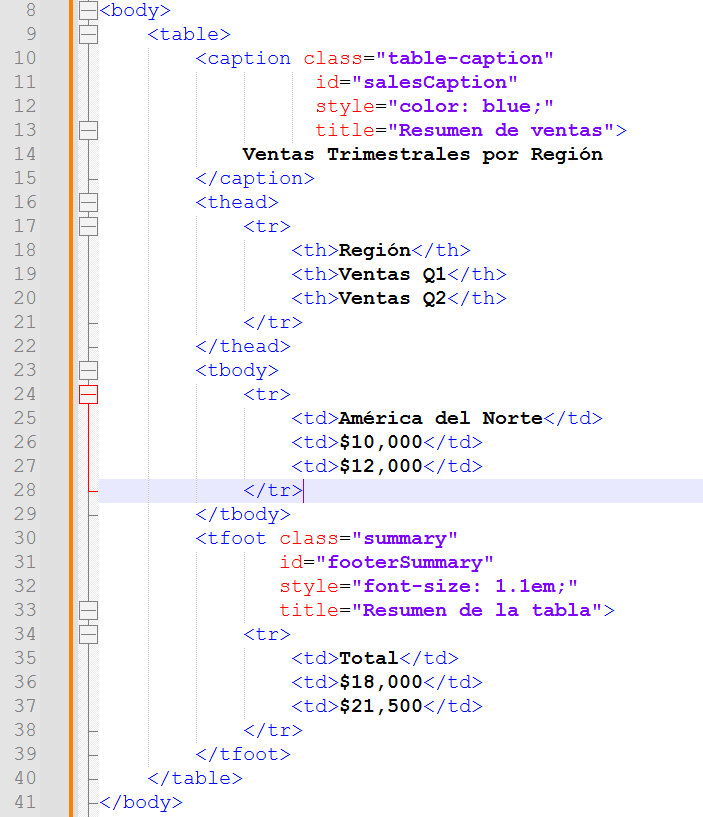 8 <body>
9     <table>
10         <caption class="table-caption"
11                   id="salesCaption"
12                   style="color: blue;"
13                   title="Resumen de ventas">
14             Ventas Trimestrales por Región
15         </caption>
16         <thead>
17             <tr>
18                 <th>Región</th>
19                 <th>Ventas Q1</th>
20                 <th>Ventas Q2</th>
21             </tr>
22         </thead>
23         <tbody>
24             <tr>
25                 <td>América del Norte</td>
26                 <td>$10,000</td>
27                 <td>$12,000</td>
28             </tr>
29         </tbody>
30         <tfoot class="summary"
31                id="footerSummary"
32                style="font-size: 1.1em;"
33                title="Resumen de la tabla">
34             <tr>
35                 <td>Total</td>
36                 <td>$18,000</td>
37                 <td>$21,500</td>
38             </tr>
39         </tfoot>
40     </table>
41 </body>